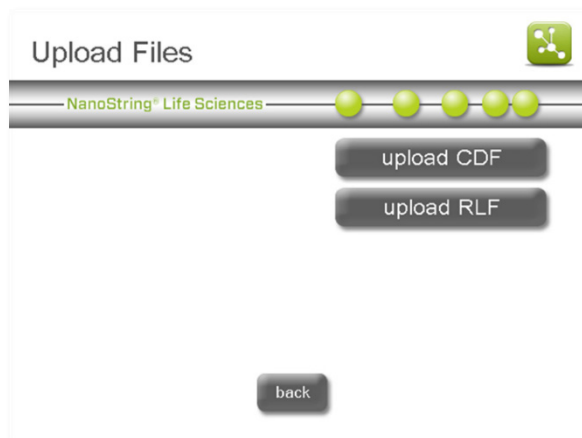 Upload Files
NanoString® Life Sciences
upload CDF
upload RLF
back